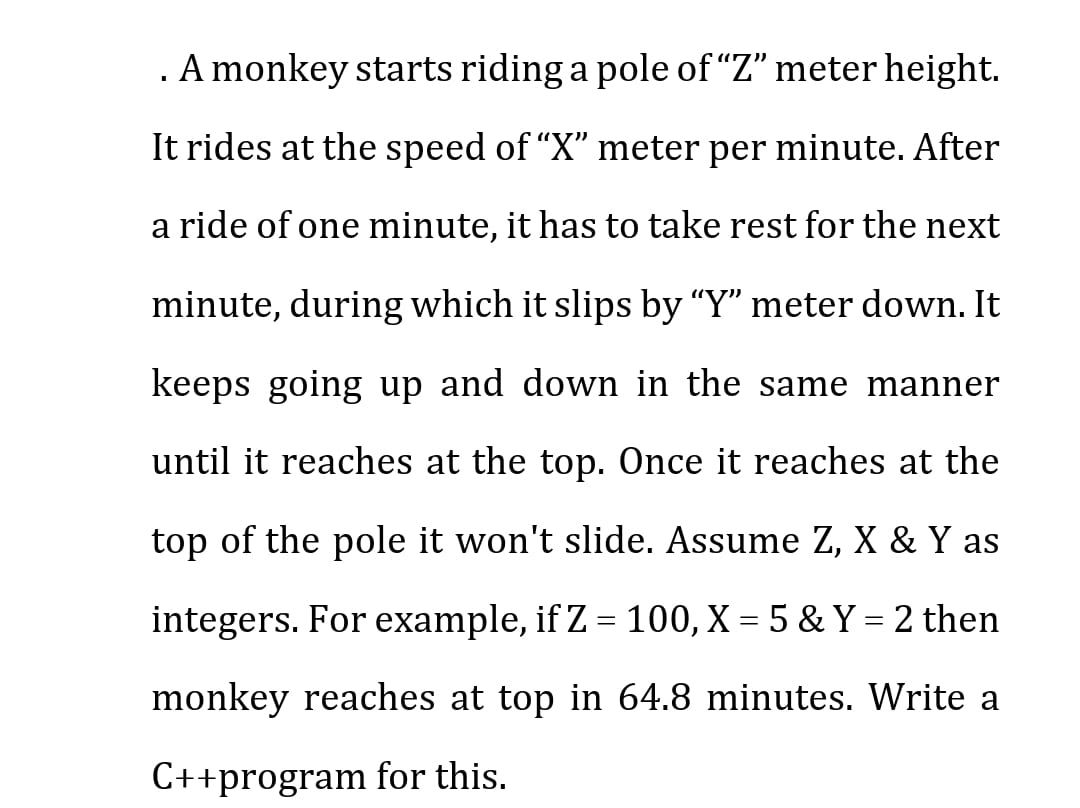 . A monkey starts riding a pole of “Z” meter height.
It rides at the speed of “X” meter per minute. After
a ride of one minute, it has to take rest for the next
minute, during which it slips by “Y” meter down. It
keeps going up and down in the same manner
until it reaches at the top. Once it reaches at the
top of the pole it won't slide. Assume Z, X & Y as
integers. For example, if Z = 100, X = 5 & Y = 2 then
monkey reaches at top in 64.8 minutes. Write a
C++program for this.